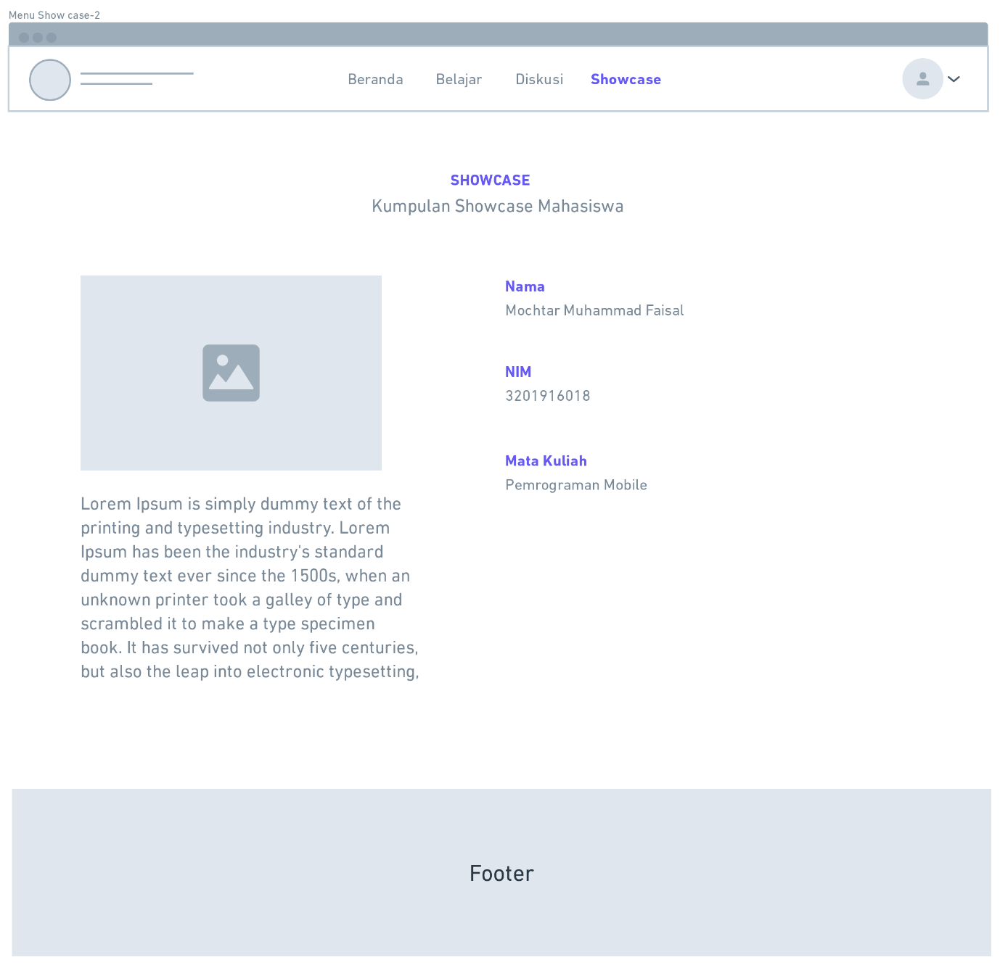 Menu Show case-2
Beranda Belajar Diskusi Showcase
SHOWCASE
Kumpulan Showcase Mahasiswa
Nama
Mochtar Muhammad Faisal
NIM
3201916018
Mata Kuliah
Pemrograman Mobile
Lorem Ipsum is simply dummy text of the
printing and typesetting industry. Lorem
Ipsum has been the industry's standard
dummy text ever since the 1500s, when an
unknown printer took a galley of type and
scrambled it to make a type specimen
book. It has survived not only five centuries,
but also the leap into electronic typesetting,
Footer